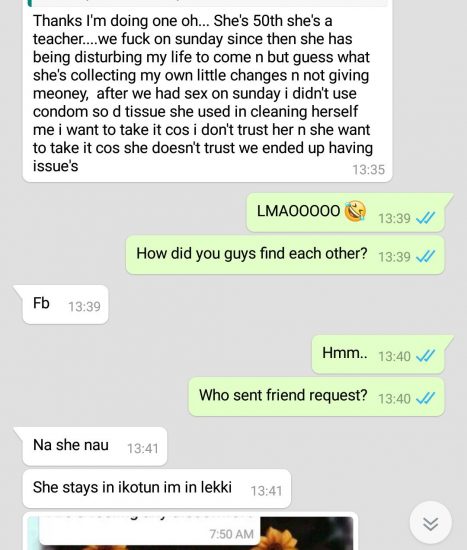 Thanks I'm doing one oh... She's 50th she's a
teacher....we fuck on sunday since then she has
being disturbing my life to come n but guess what
she's collecting my own little changes n not giving
meoney,  after we had sex on sunday i didn't use
condom so d tissue she used in cleaning herself
me i want to take it cos i don't trust her n she want
to take it cos she doesn't trust we ended up having
issue's
13:35
LMAOOOOO 🤣 13:39
How did you guys find each other? 13:39
Fb 13:39
Hmm.. 13:40
Who sent friend request? 13:40
Na she nau 13:41
She stays in ikotun im in lekki 13:41
7:50 AM